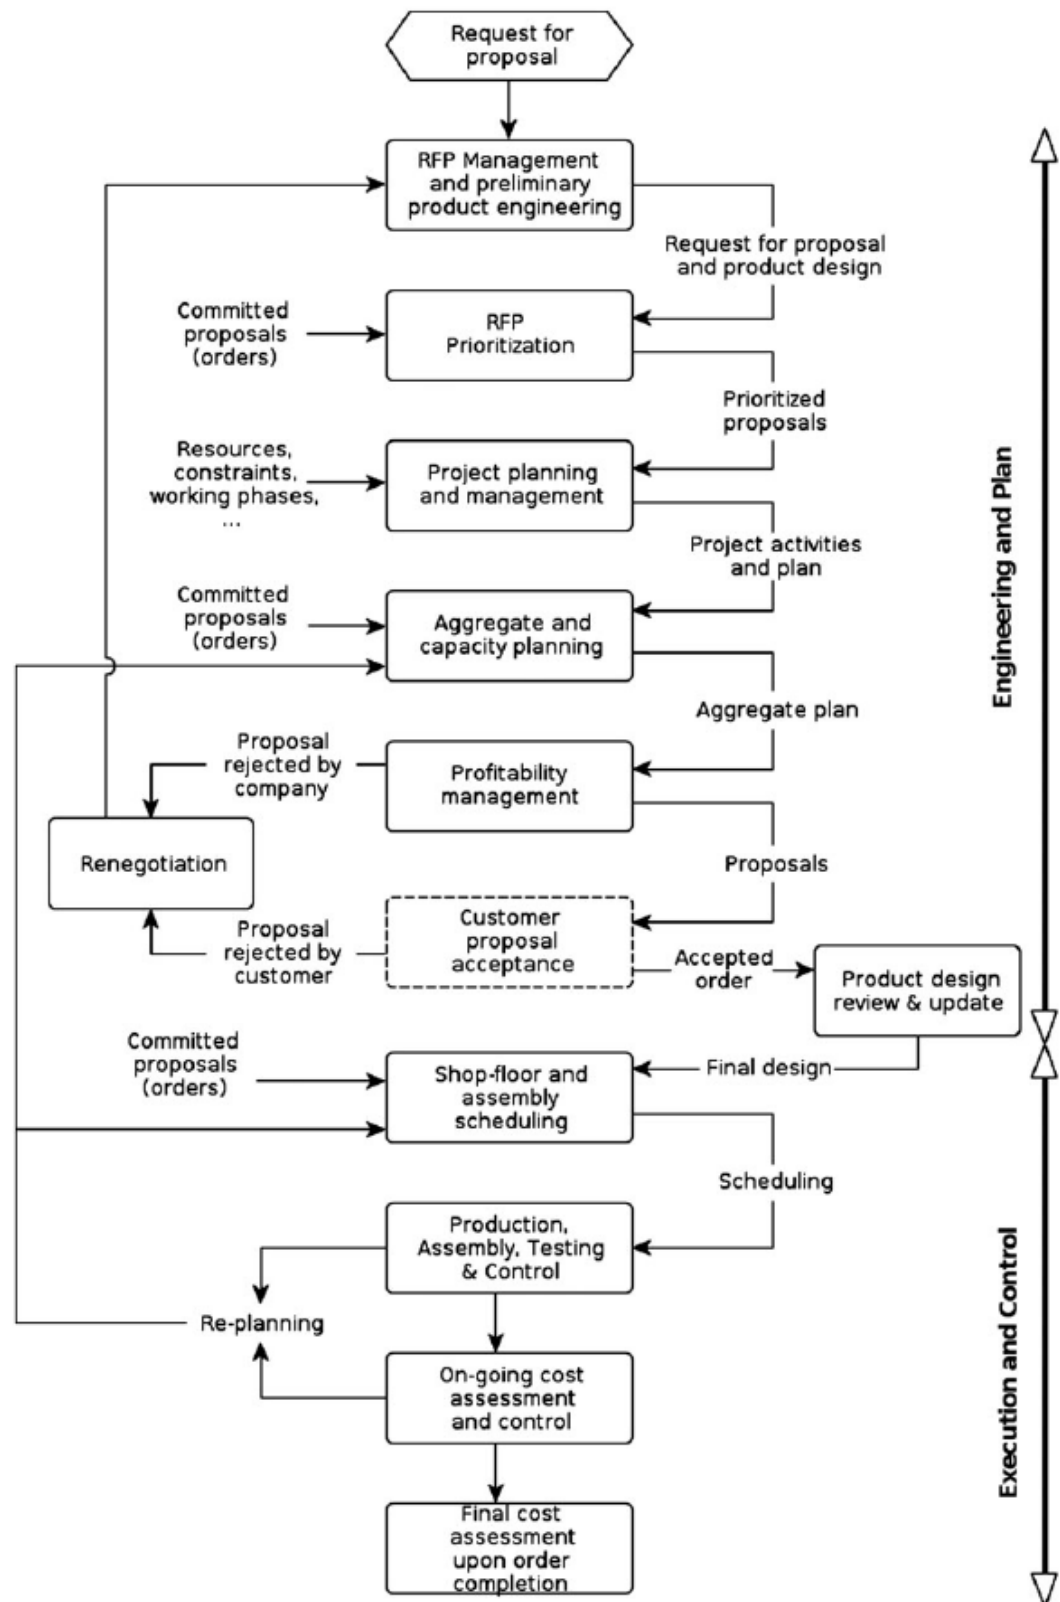 Request for
proposal
RFP Management
and preliminary
product engineering
Request for proposal
and product design
Committed
proposals
(orders)
RFP
Prioritization
Prioritized
proposals
Resources,
constraints,
working phases,
...
Project planning
and management
Project activities
and plan
Committed
proposals
(orders)
Aggregate and
capacity planning
Aggregate plan
Proposal
rejected by
company
Profitability
management
Renegotiation
Proposals
Proposal
rejected by
customer
Customer
proposal
acceptance
Accepted
order
Product design
review & update
Engineering and Plan
Committed
proposals
(orders)
Shop-floor and
assembly
scheduling
Final design
Scheduling
Production,
Assembly, Testing
& Control
Re-planning
On-going cost
assessment
and control
Final cost
assessment
upon order
completion
Execution and Control